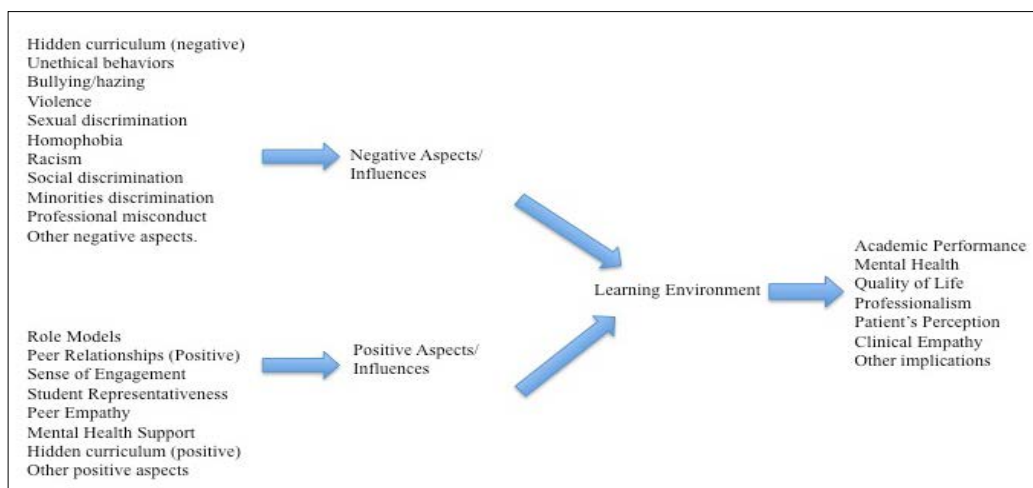 Hidden curriculum (negative)
Unethical behaviors
Bullying/hazing
Violence
Sexual discrimination
Homophobia
Racism
Social discrimination
Minorities discrimination
Professional misconduct
Other negative aspects.
Negative Aspects/
Influences
Role Models
Peer Relationships (Positive)
Sense of Engagement
Student Representativeness
Peer Empathy
Mental Health Support
Hidden curriculum (positive)
Other positive aspects
Positive Aspects/
Influences
Learning Environment
Academic Performance
Mental Health
Quality of Life
Professionalism
Patient's Perception
Clinical Empathy
Other implications